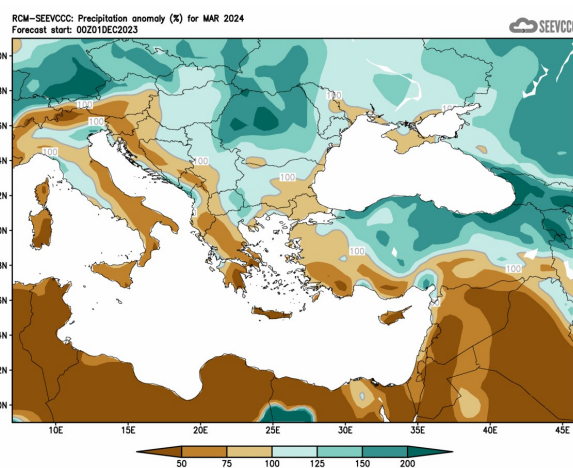 RCM-SEEVCCC: Precipitation anomaly (%) for MAR 2024
Forecast start: 00Z01DEC2023
SEEVCCC
100
100
100
100
100
100
100
100
10E
15E
20E
25E
30E
35E
40E
45E
50
75
100
125
150
200